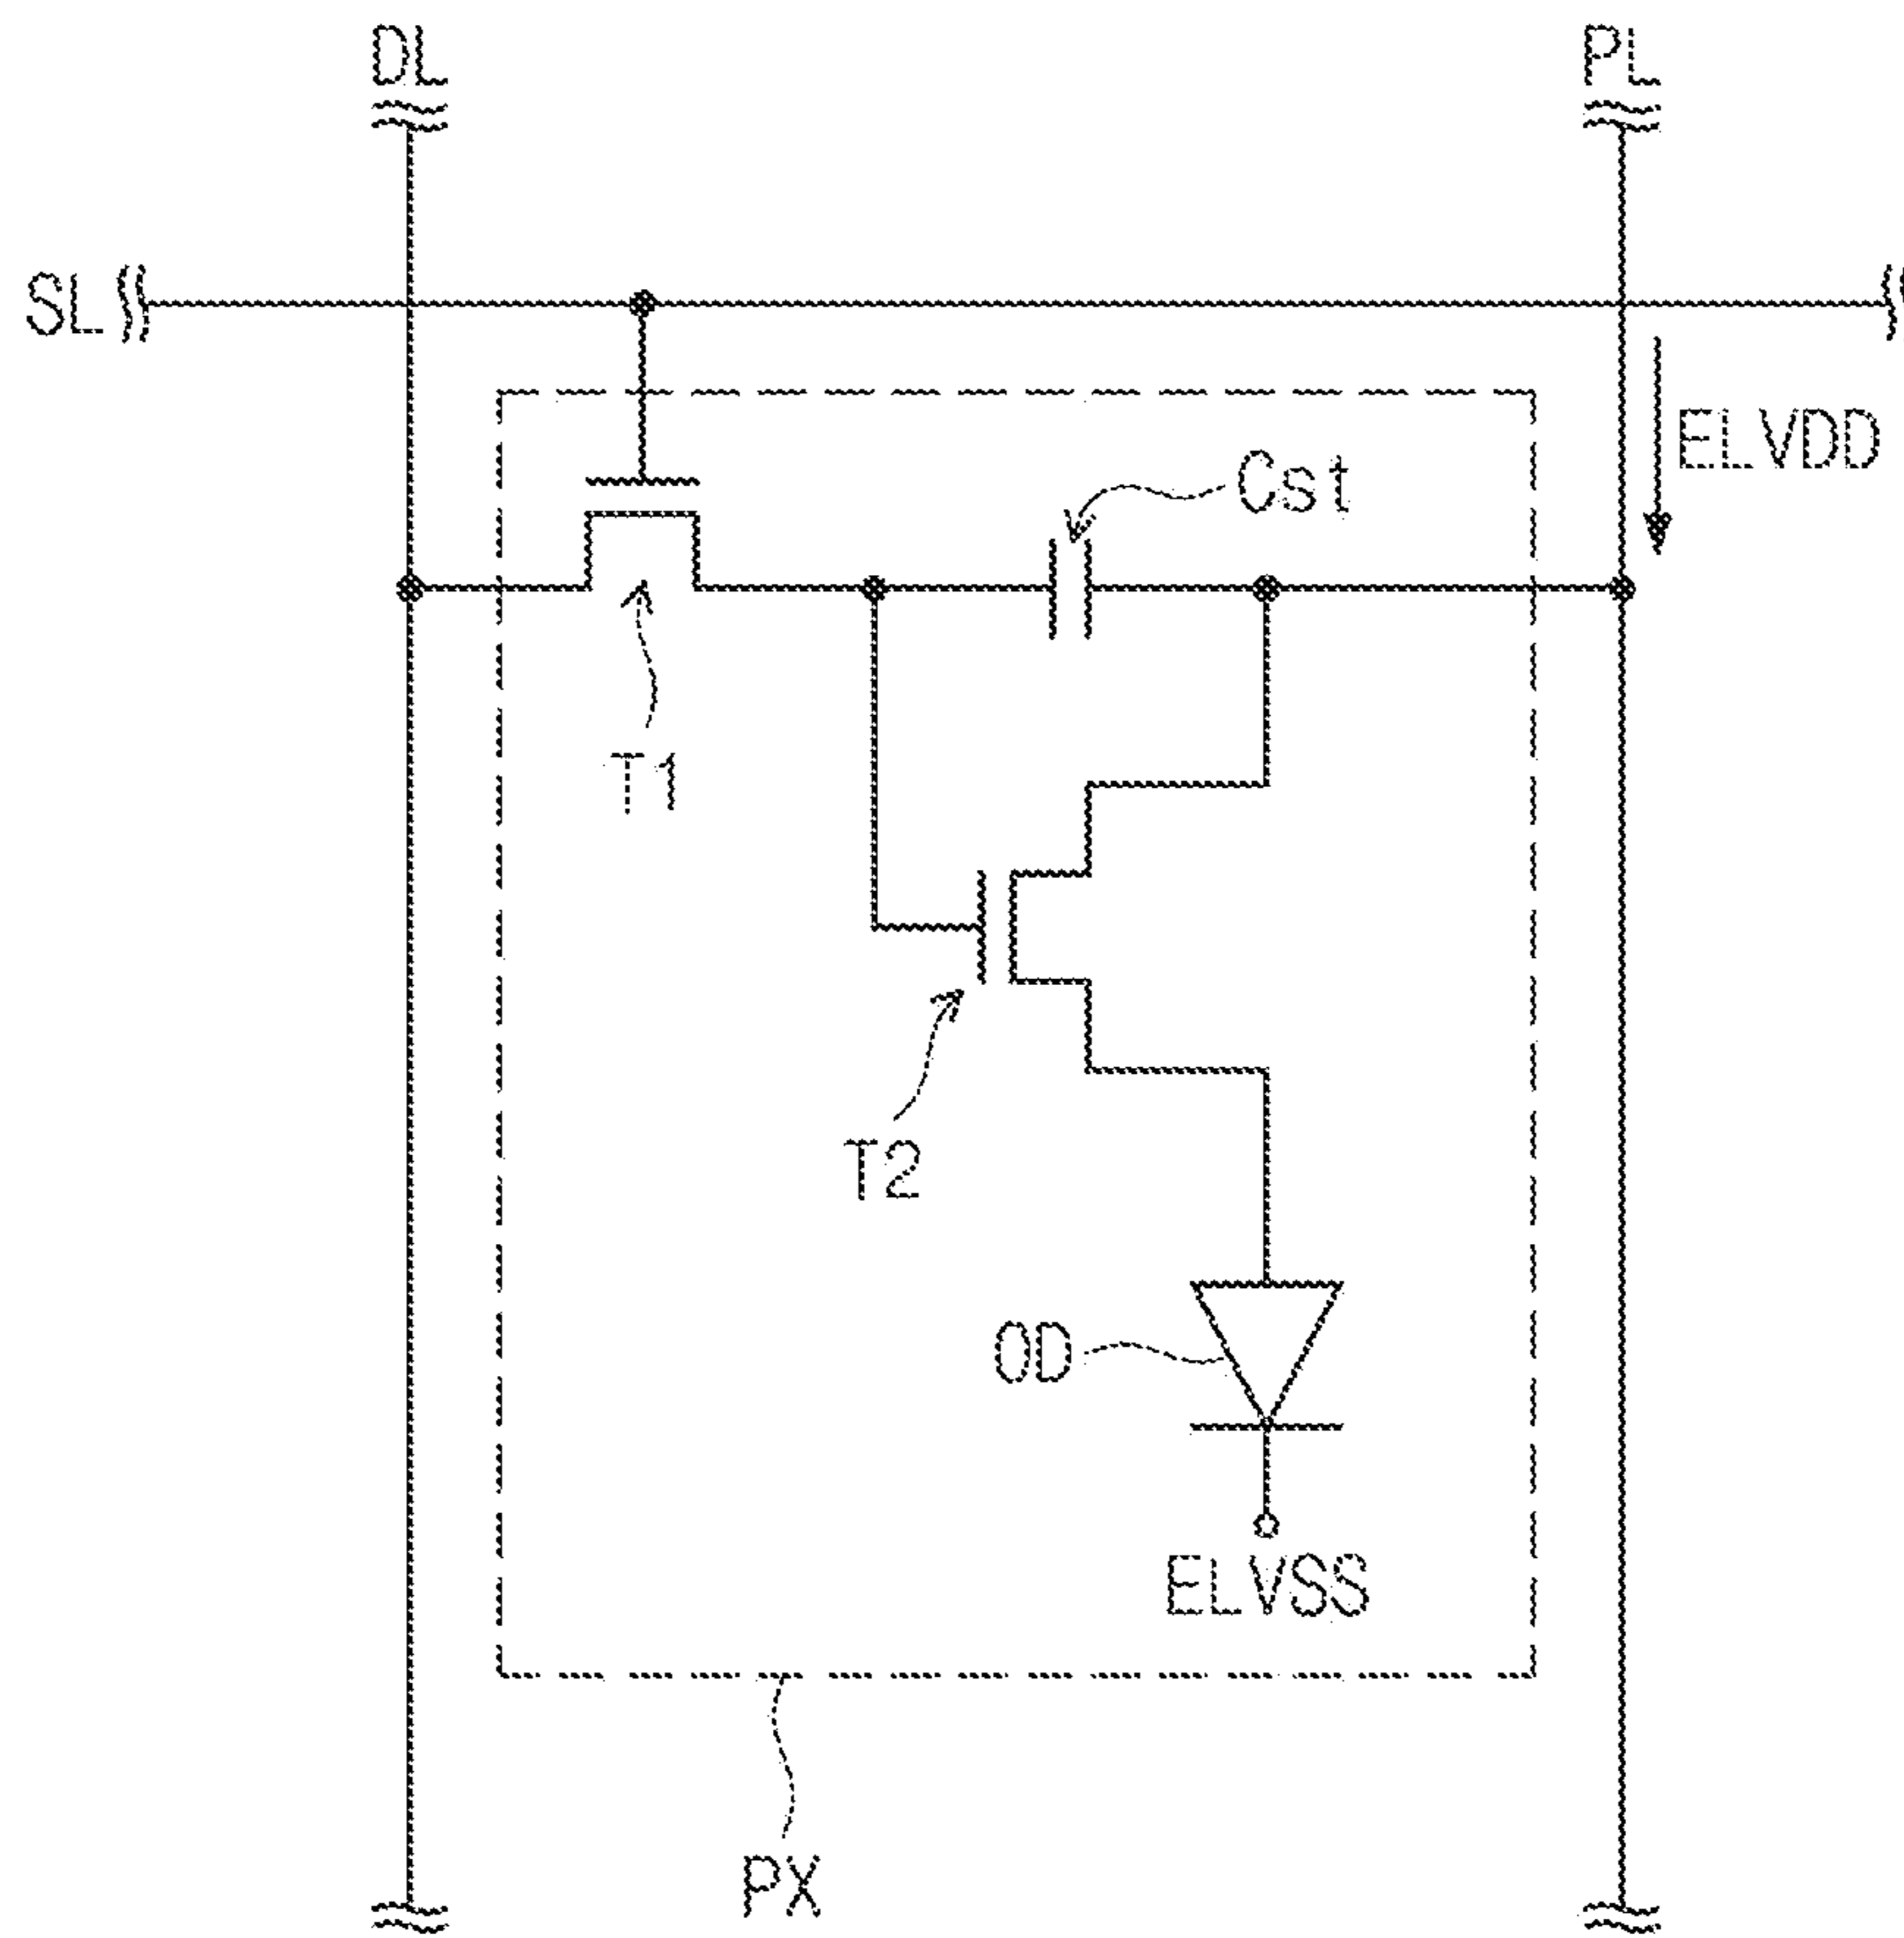 DL
PL
SL
ELVDD
Cst
T1
T2
OD
ELVSS
PX